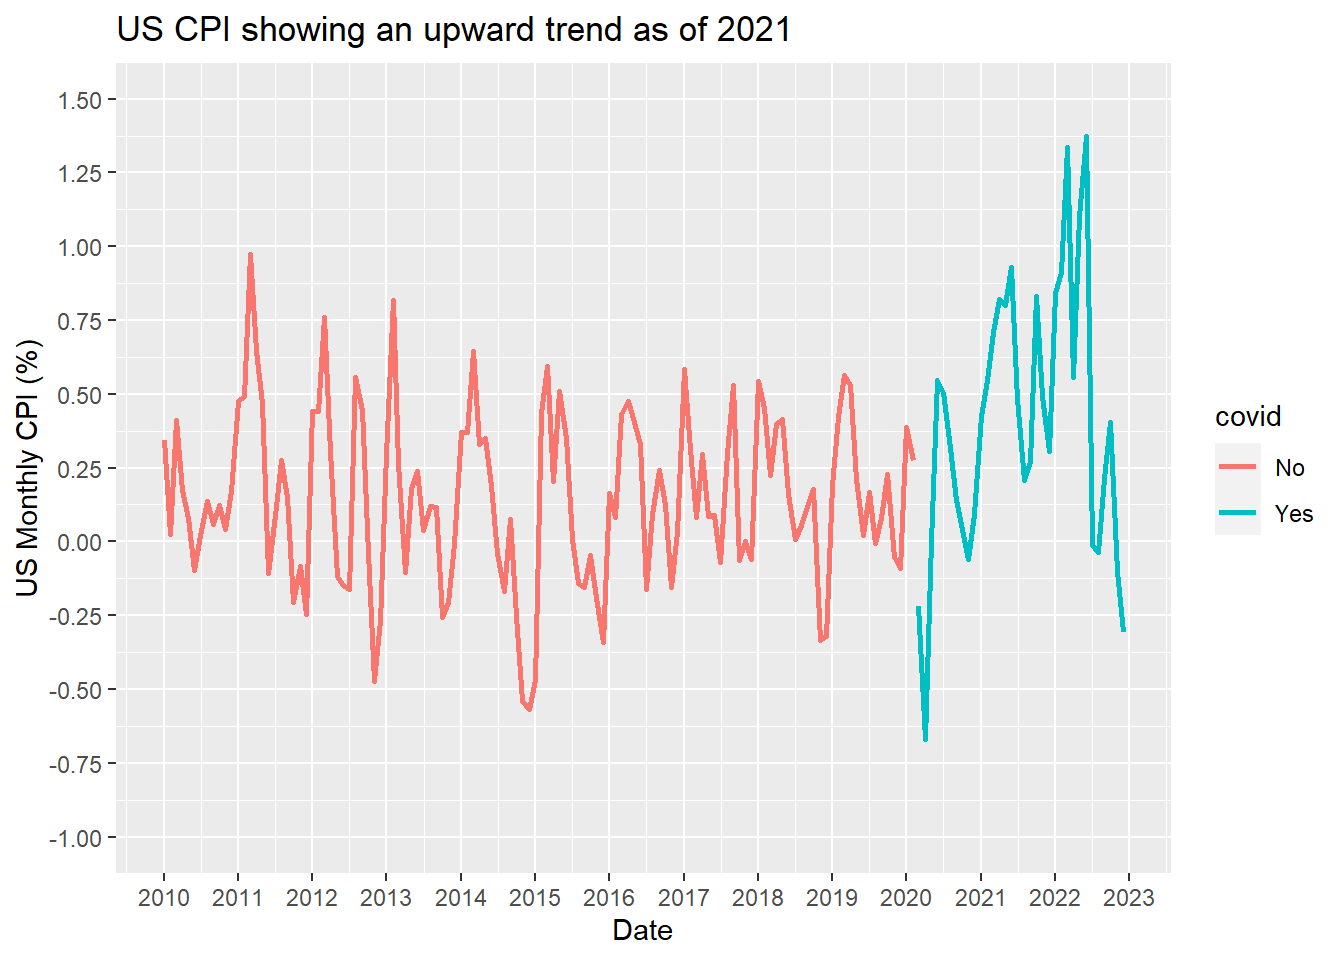 US CPI showing an upward trend as of 2021
US Monthly CPI (%)
1.50
1.25
1.00
0.75
0.50
0.25
0.00
-0.25
-0.50
-0.75
-1.00
2010 2011 2012 2013 2014 2015 2016 2017 2018 2019 2020 2021 2022 2023
Date
covid
No
Yes